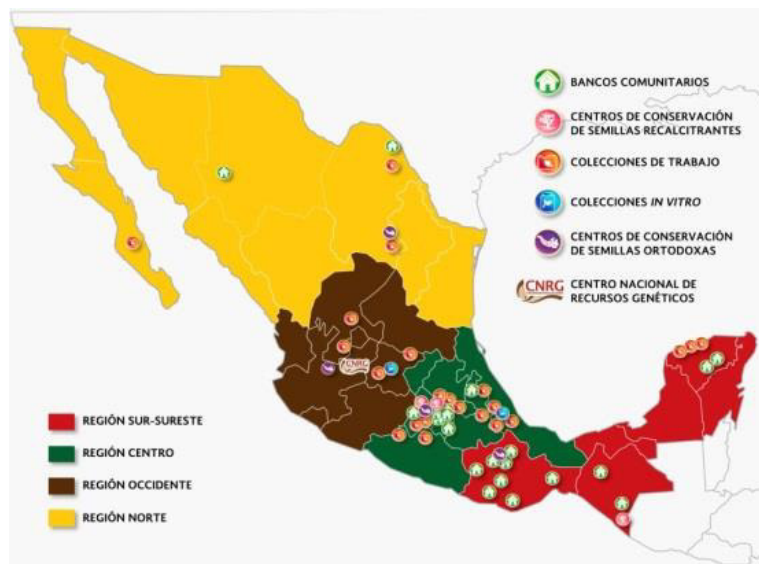 BANCOS COMUNITARIOS
CENTROS DE CONSERVACIÓN
DE SEMILLAS RECALCITRANTES
COLECCIONES DE TRABAJO
COLECCIONES IN VITRO
CENTROS DE CONSERVACIÓN
DE SEMILLAS ORTODOXAS
CNRG
CENTRO NACIONAL DE
RECURSOS GENÉTICOS
CNRG
REGIÓN SUR-SURESTE
REGIÓN CENTRO
REGIÓN OCCIDENTE
REGIÓN NORTE